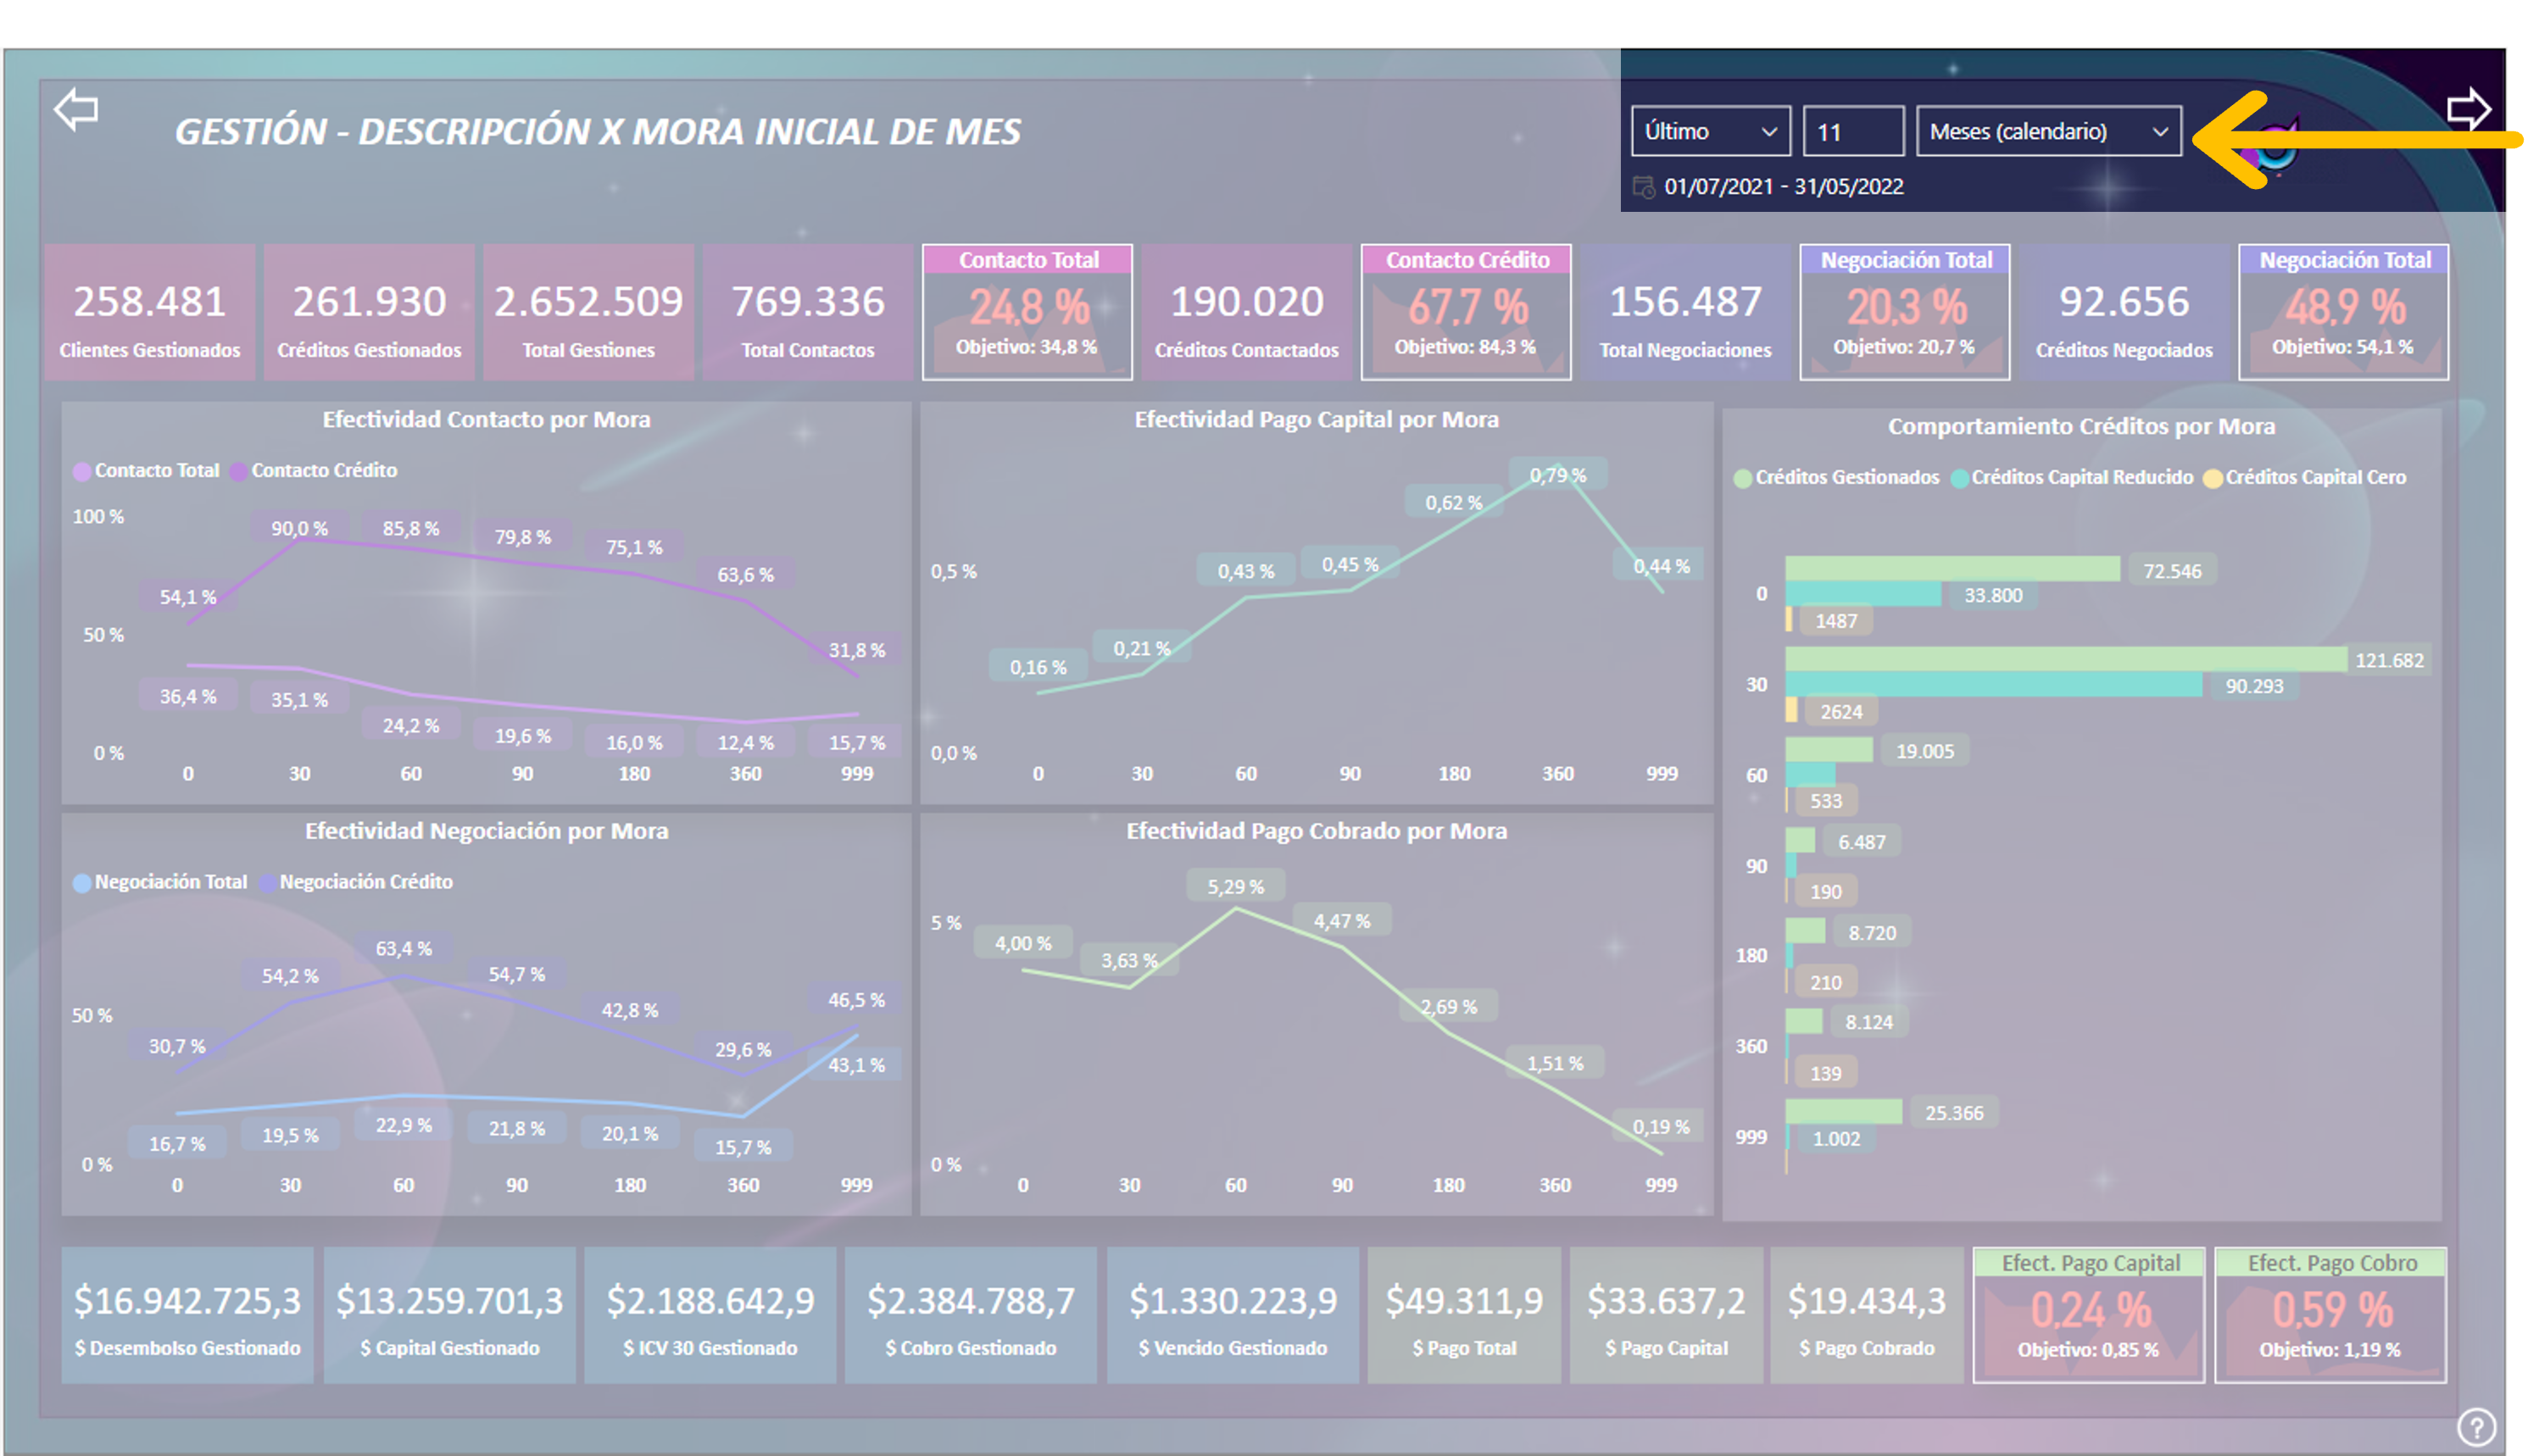 GESTIÓN - DESCRIPCIÓN X MORA INICIAL DE MES
Último
11
Meses (calendario)
01/07/2021 - 31/05/2022
258.481
Clientes Gestionados
261.930
Créditos Gestionados
2.652.509
Total Gestiones
769.336
Total Contactos
Contacto Total
24,8 %
Objetivo: 34,8 %
190.020
Créditos Contactados
Contacto Crédito
67,7 %
Objetivo: 84,3 %
156.487
Total Negociaciones
Negociación Total
20,3 %
Objetivo: 20,7 %
92.656
Créditos Negociados
Negociación Total
48,9 %
Objetivo: 54,1 %
Efectividad Contacto por Mora
Contacto Total Contacto Crédito
100 %
50 %
0 %
54,1 %
90,0 %
85,8 %
79,8 %
75,1 %
63,6 %
31,8 %
36,4 %
35,1 %
24,2 %
19,6 %
16,0 %
12,4 %
15,7 %
0 30 60 90 180 360 999
Efectividad Pago Capital por Mora
0,5 %
0,0 %
0,16 %
0,21 %
0,43 %
0,45 %
0,62 %
0,79 %
0,44 %
0 30 60 90 180 360 999
Comportamiento Créditos por Mora
Créditos Gestionados Créditos Capital Reducido Créditos Capital Cero
0
72.546
33.800
1487
30
121.682
90.293
2624
60
19.005
533
90
6.487
190
180
8.720
210
360
8.124
139
999
25.366
1.002
Efectividad Negociación por Mora
Negociación Total Negociación Crédito
50 %
0 %
30,7 %
54,2 %
63,4 %
54,7 %
42,8 %
29,6 %
46,5 %
16,7 %
19,5 %
22,9 %
21,8 %
20,1 %
15,7 %
43,1 %
0 30 60 90 180 360 999
Efectividad Pago Cobrado por Mora
5 %
0 %
4,00 %
3,63 %
5,29 %
4,47 %
2,69 %
1,51 %
0,19 %
0 30 60 90 180 360 999
$16.942.725,3
$ Desembolso Gestionado
$13.259.701,3
$ Capital Gestionado
$2.188.642,9
$ ICV 30 Gestionado
$2.384.788,7
$ Cobro Gestionado
$1.330.223,9
$ Vencido Gestionado
$49.311,9
$ Pago Total
$33.637,2
$ Pago Capital
$19.434,3
$ Pago Cobrado
Efect. Pago Capital
0,24 %
Objetivo: 0,85 %
Efect. Pago Cobro
0,59 %
Objetivo: 1,19 %
?